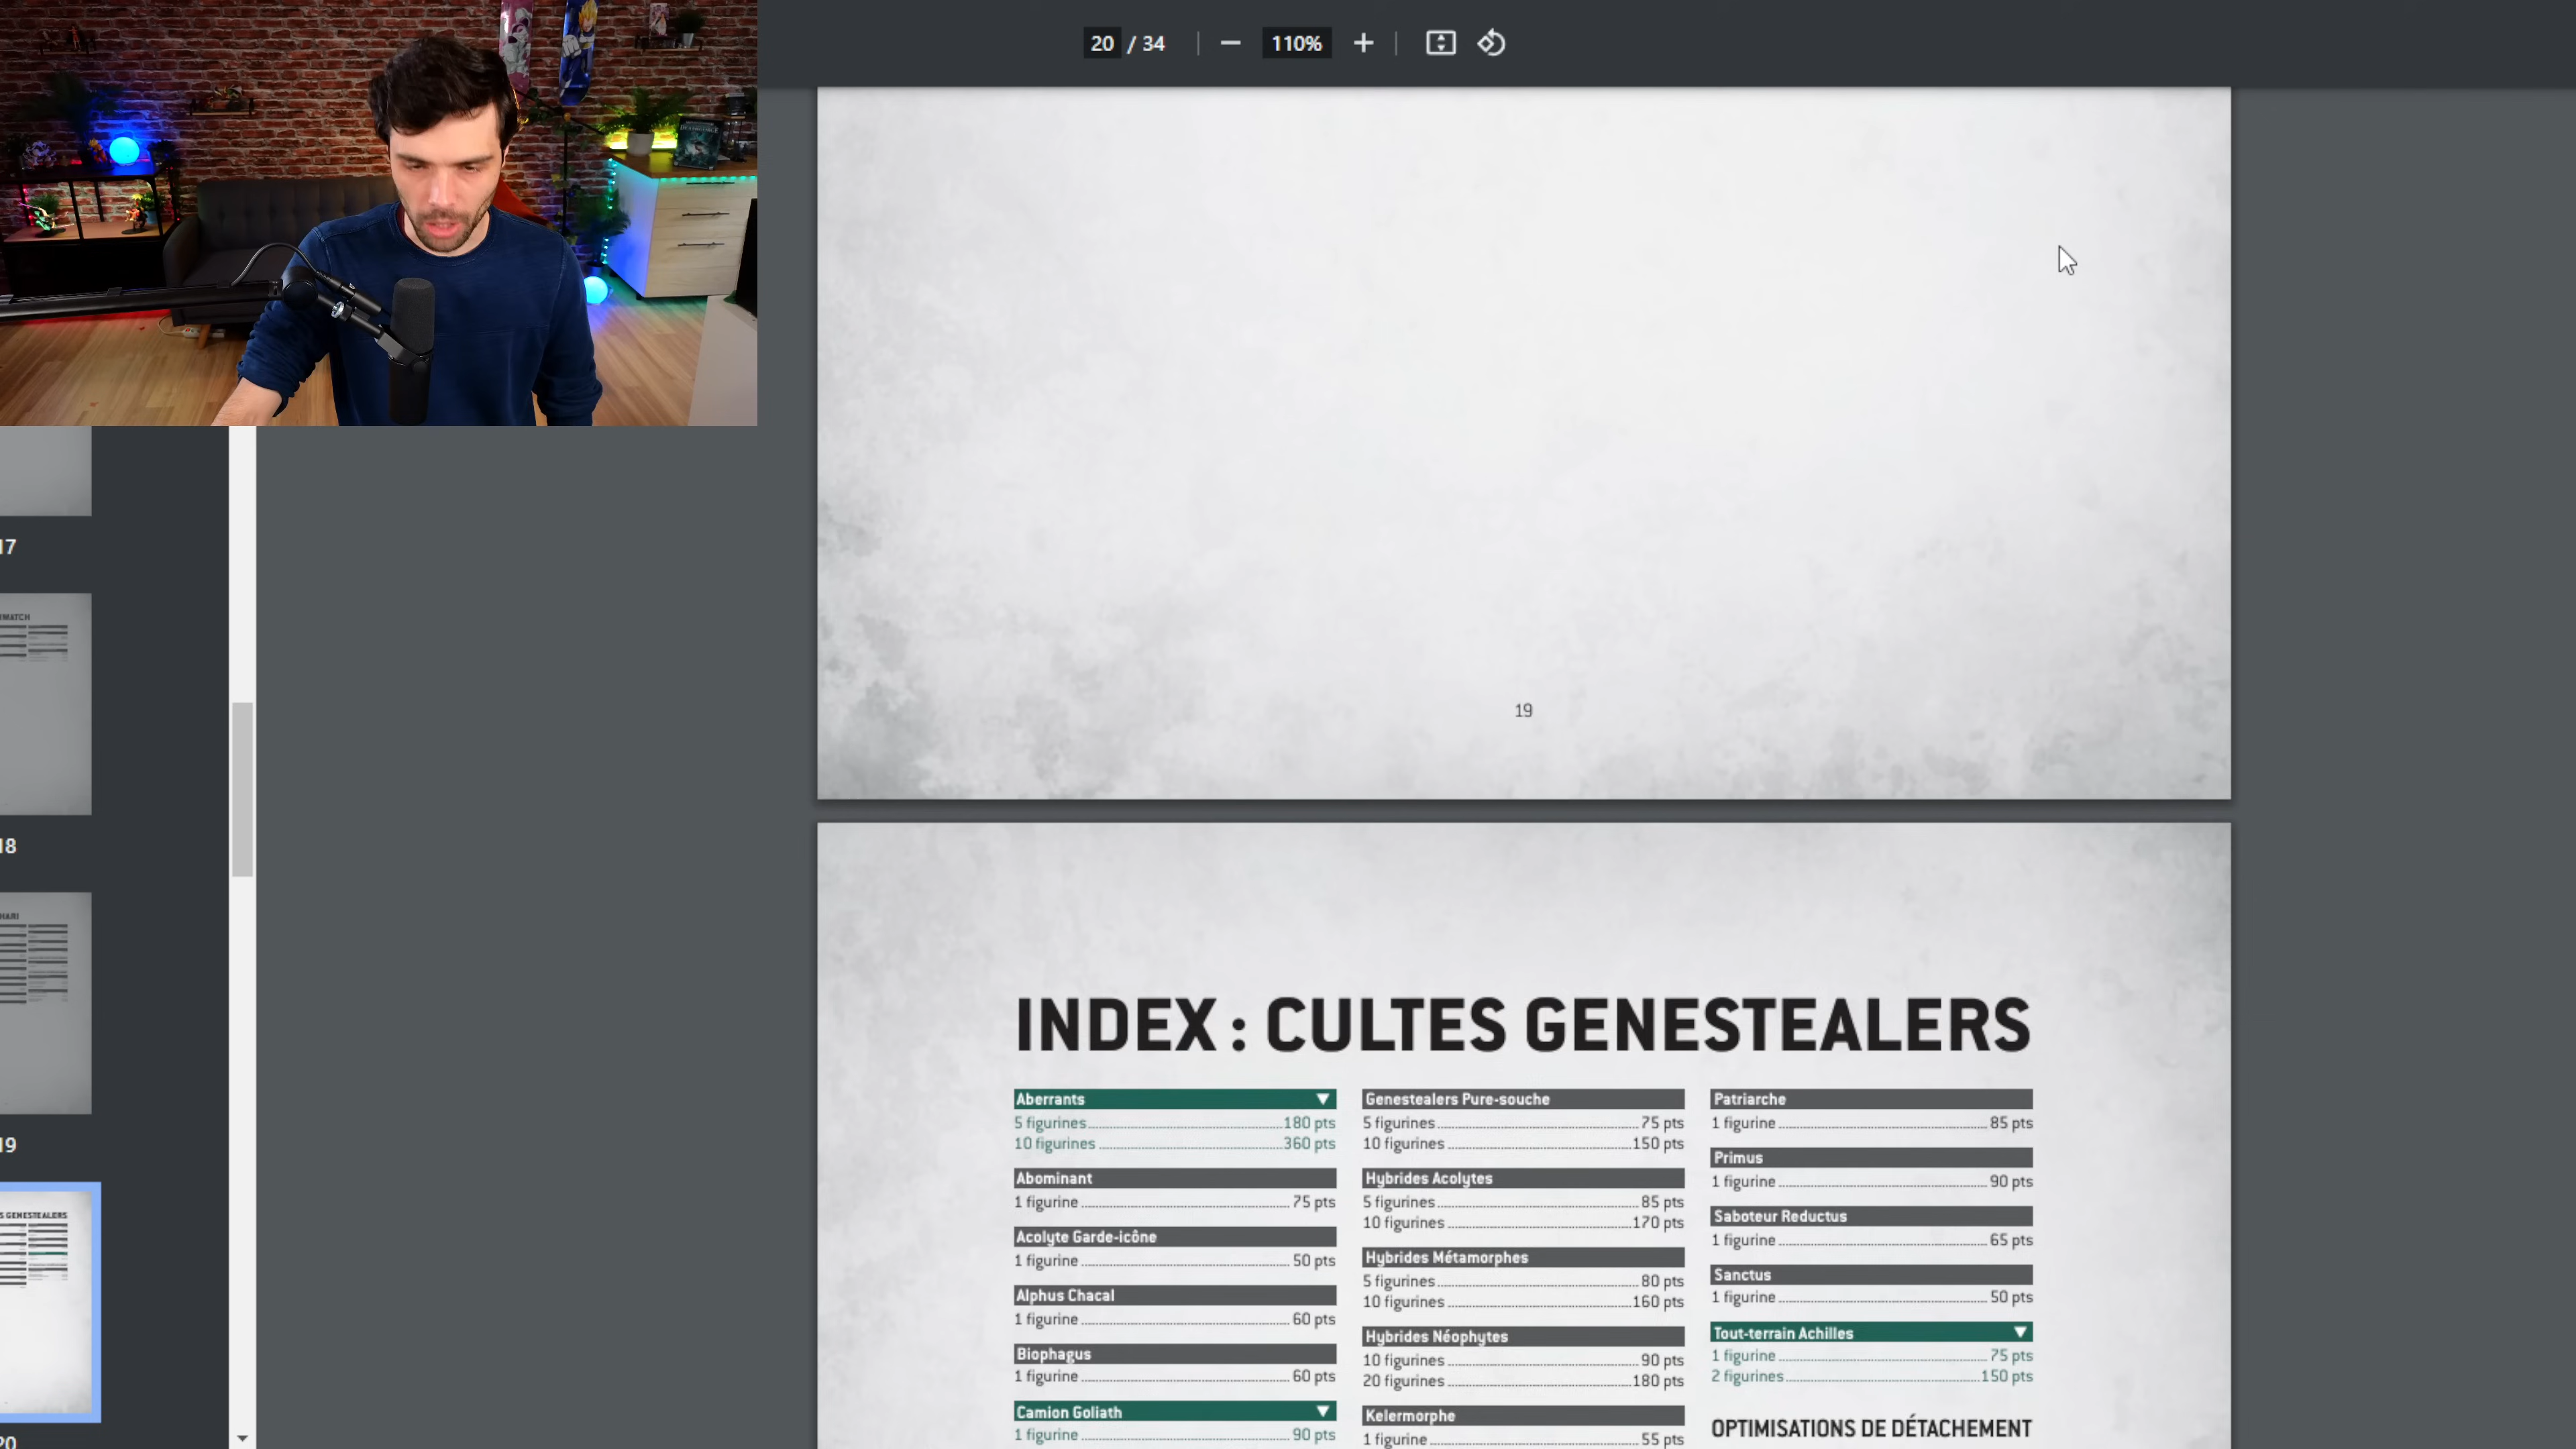 20 / 34
110%
17
MATCH
18
HARI
19
S GENESTEALERS
20
19
INDEX : CULTES GENESTEALERS
Aberrants
5 figurines 180 pts
10 figurines 360 pts
Abominant
1 figurine 75 pts
Acolyte Garde-icône
1 figurine 50 pts
Alphus Chacal
1 figurine 60 pts
Biophagus
1 figurine 60 pts
Camion Goliath
1 figurine 90 pts
Genestealers Pure-souche
5 figurines 75 pts
10 figurines 150 pts
Hybrides Acolytes
5 figurines 85 pts
10 figurines 170 pts
Hybrides Métamorphes
5 figurines 80 pts
10 figurines 160 pts
Hybrides Néophytes
10 figurines 90 pts
20 figurines 180 pts
Kelermorphe
1 figurine 55 pts
Patriarche
1 figurine 85 pts
Primus
1 figurine 90 pts
Saboteur Reductus
1 figurine 65 pts
Sanctus
1 figurine 50 pts
Tout-terrain Achilles
1 figurine 75 pts
2 figurines 150 pts
OPTIMISATIONS DE DÉTACHEMENT